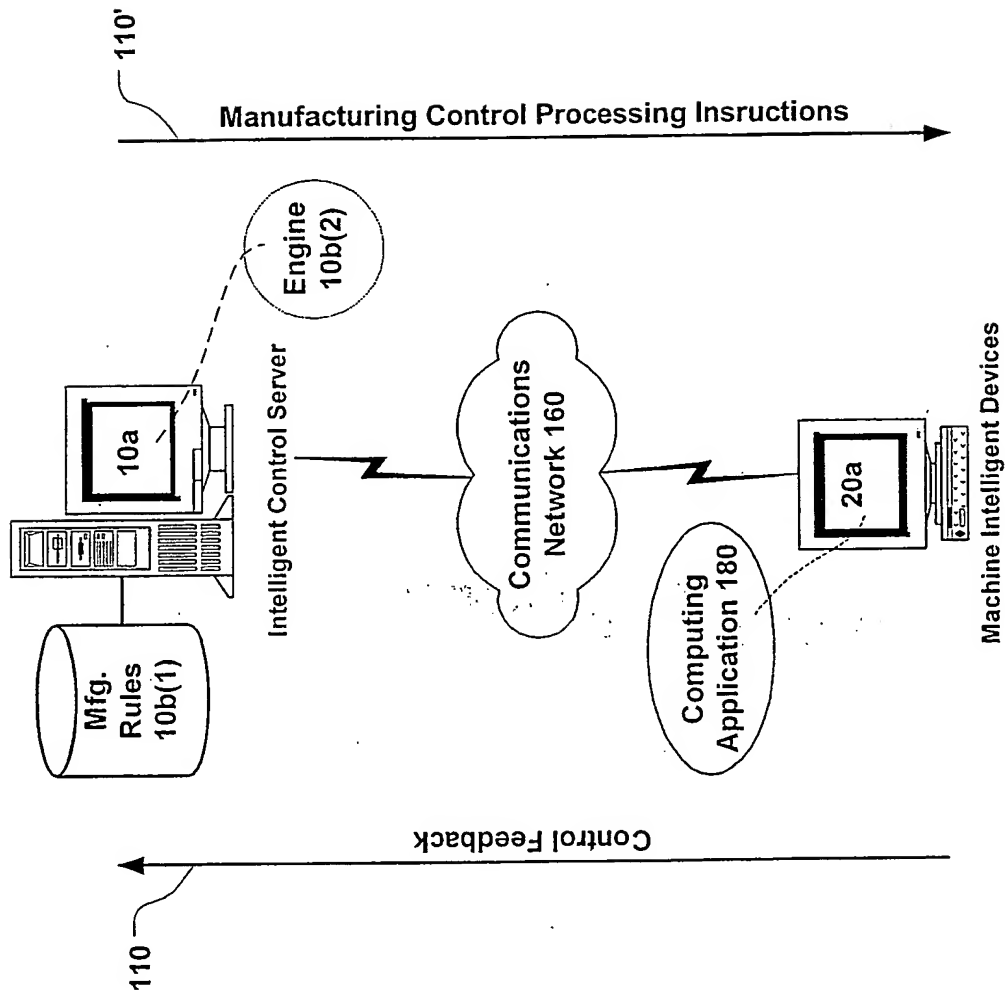 110'
Manufacturing Control Processing Insructions
Engine
10b(2)
10a
Intelligent Control Server
Mfg.
Rules
10b(1)
Communications
Network 160
20a
Computing
Application 180
Machine Intelligent Devices
Control Feedback
110